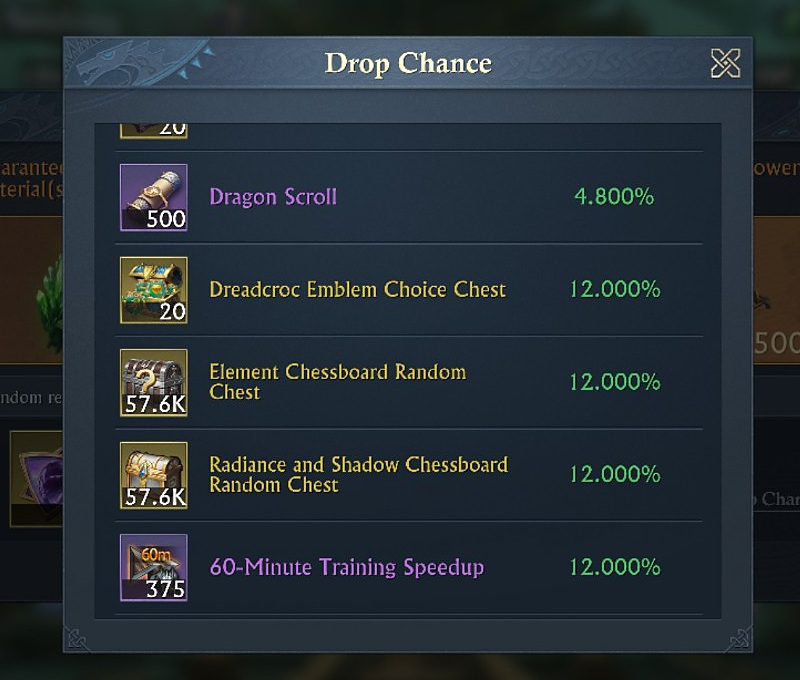 Drop Chance
20
arantee
ower
terial(s
500
Dragon Scroll
4.800%
20
Dreadcroc Emblem Choice Chest
12.000%
500
57.6K
Element Chessboard Random
Chest
12.000%
ndom re
57.6K
Radiance and Shadow Chessboard
Random Chest
12.000%
Char
60m
375
60-Minute Training Speedup
12.000%